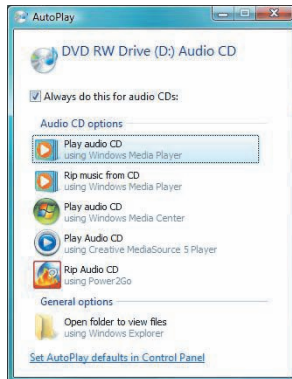 AutoPlay
DVD RW Drive (D:) Audio CD
Always do this for audio CDs:
Audio CD options
Play audio CD
using Windows Media Player
Rip music from CD
using Windows Media Player
Play audio CD
using Windows Media Center
Play Audio CD
using Creative MediaSource 5 Player
Rip Audio CD
using Power2Go
General options
Open folder to view files
using Windows Explorer
Set AutoPlay defaults in Control Panel